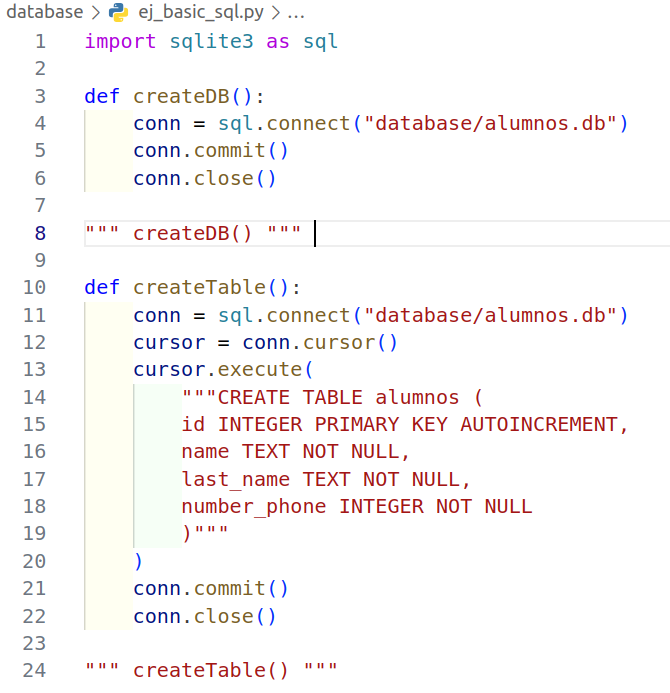 database > ej_basic_sql.py > ...
1 import sqlite3 as sql
2
3 def createDB():
4     conn = sql.connect("database/alumnos.db")
5     conn.commit()
6     conn.close()
7
8 """ createDB() """
9
10 def createTable():
11     conn = sql.connect("database/alumnos.db")
12     cursor = conn.cursor()
13     cursor.execute(
14         """CREATE TABLE alumnos (
15         id INTEGER PRIMARY KEY AUTOINCREMENT,
16         name TEXT NOT NULL,
17         last_name TEXT NOT NULL,
18         number_phone INTEGER NOT NULL
19         )"""
20     )
21     conn.commit()
22     conn.close()
23
24 """ createTable() """